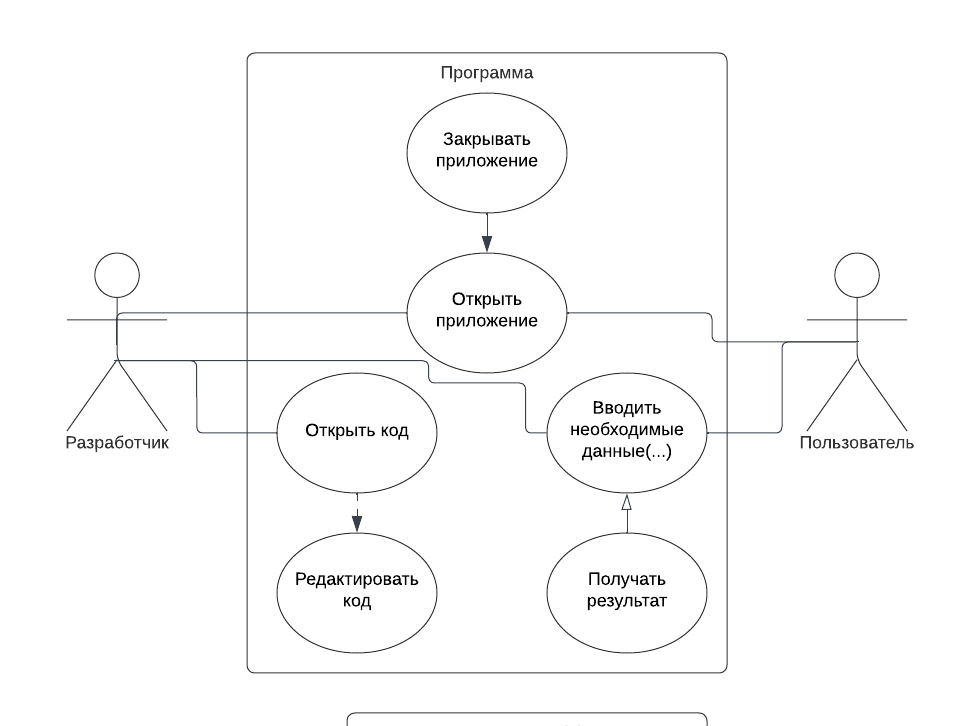 Программа
Закрывать
приложение
Открыть
приложение
Разработчик
Открыть код
Вводить
необходимые
данные(...)
Пользователь
Редактировать
код
Получать
результат